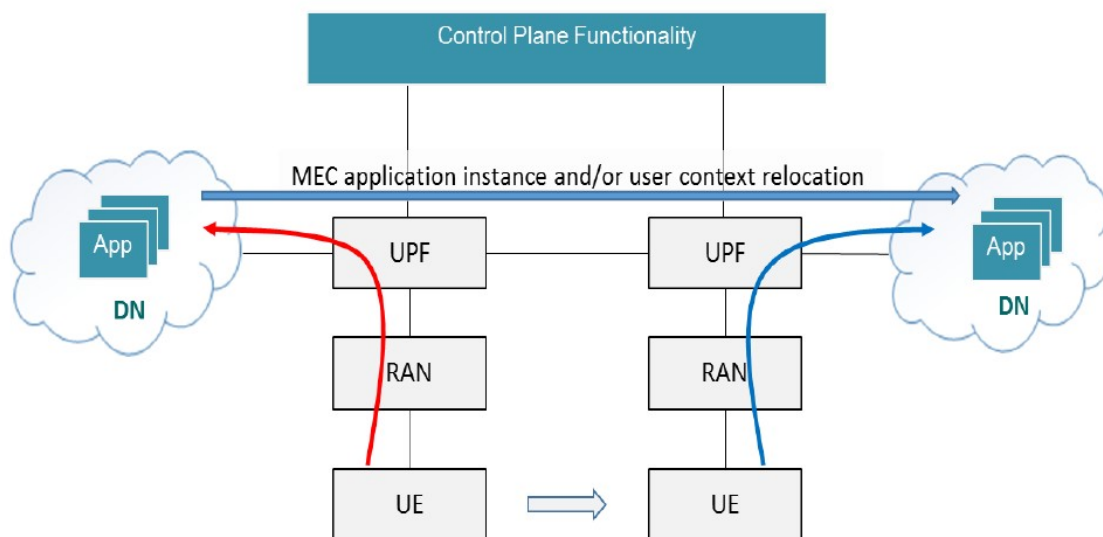 Control Plane Functionality
MEC application instance and/or user context relocation
App
DN
UPF
UPF
App
DN
RAN
RAN
UE
UE